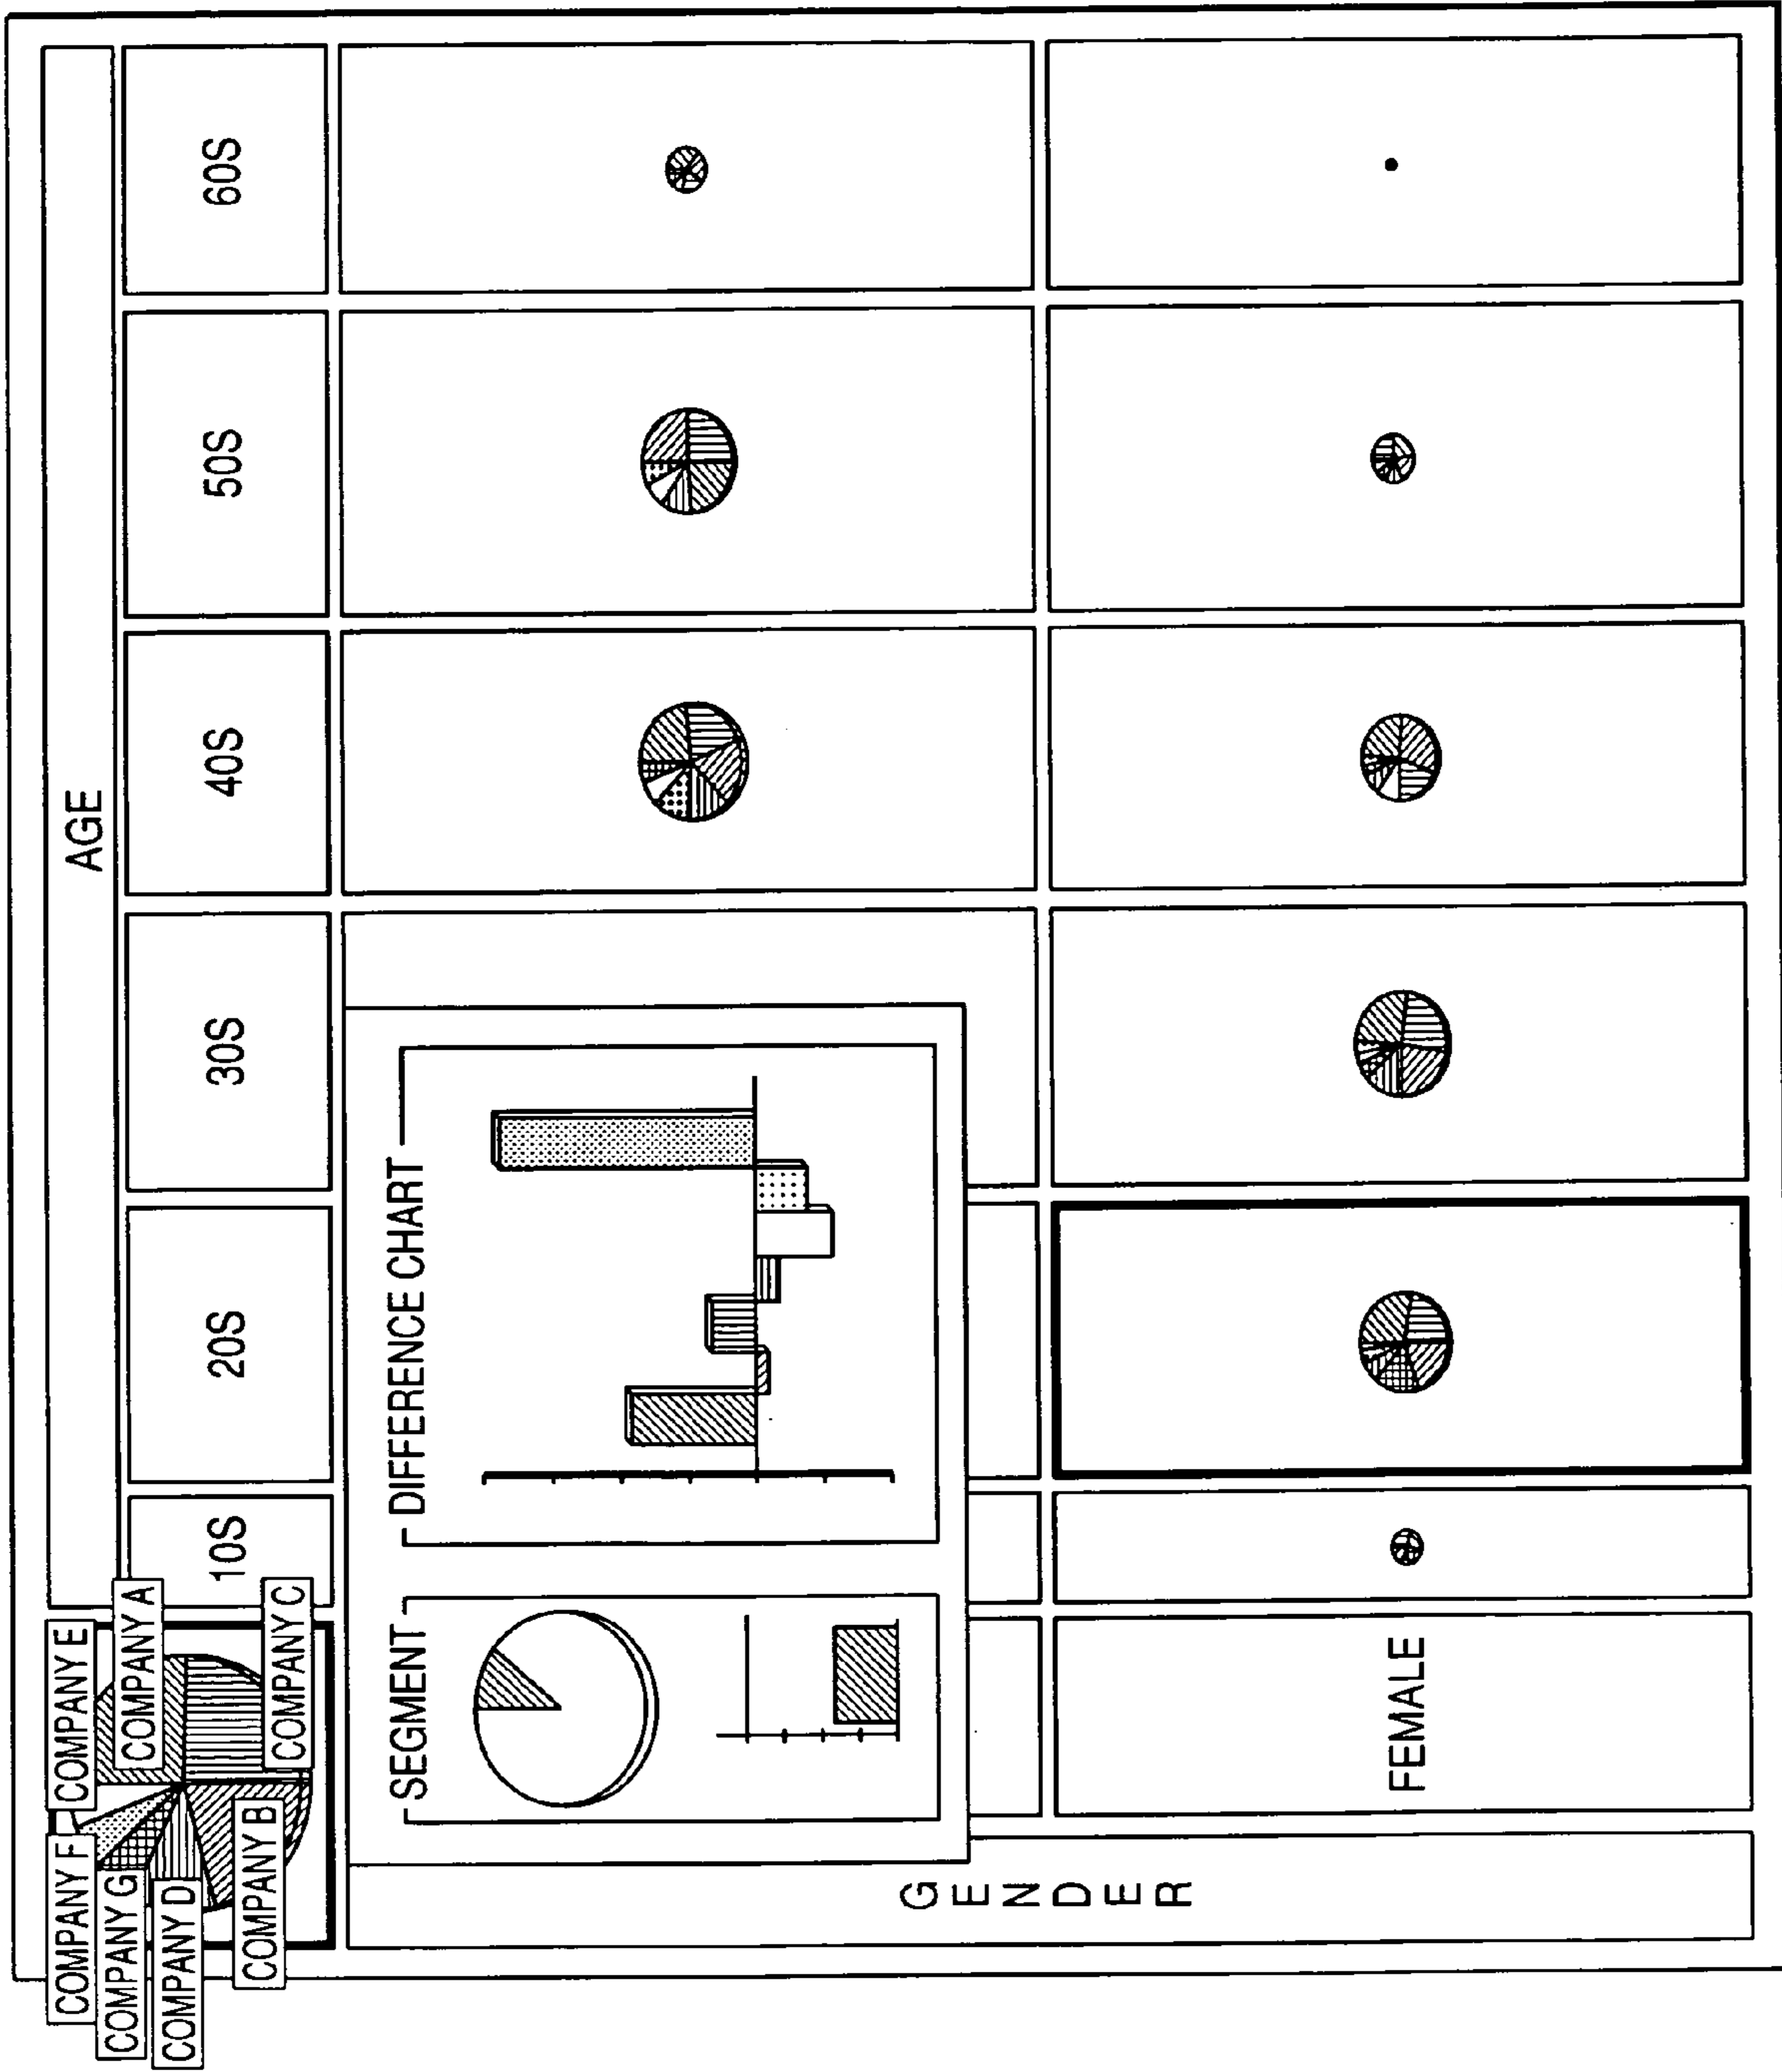 COMPANY F
COMPANY E
COMPANY G
COMPANY A
COMPANY D
COMPANY B
COMPANY C
AGE
10S
20S
30S
40S
50S
60S
SEGMENT
DIFFERENCE CHART
GENDER
FEMALE